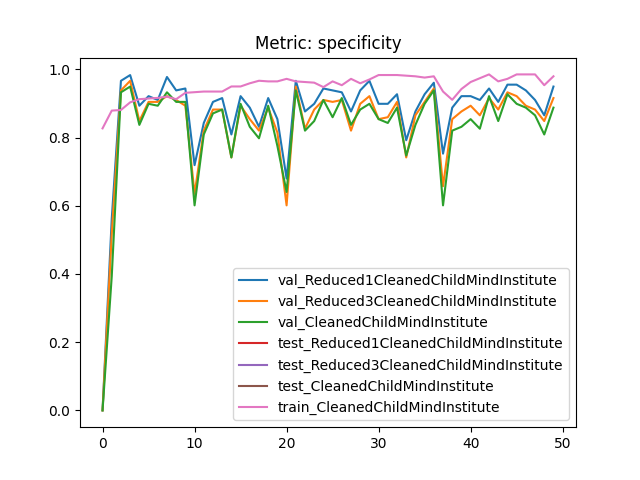 Metric: specificity
1.0
0.8
0.6
0.4
0.2
0.0
val_Reduced1CleanedChildMindInstitute
val_Reduced3CleanedChildMindInstitute
val_CleanedChildMindInstitute
test_Reduced1CleanedChildMindInstitute
test_Reduced3CleanedChildMindInstitute
test_CleanedChildMindInstitute
train_CleanedChildMindInstitute
0 10 20 30 40 50